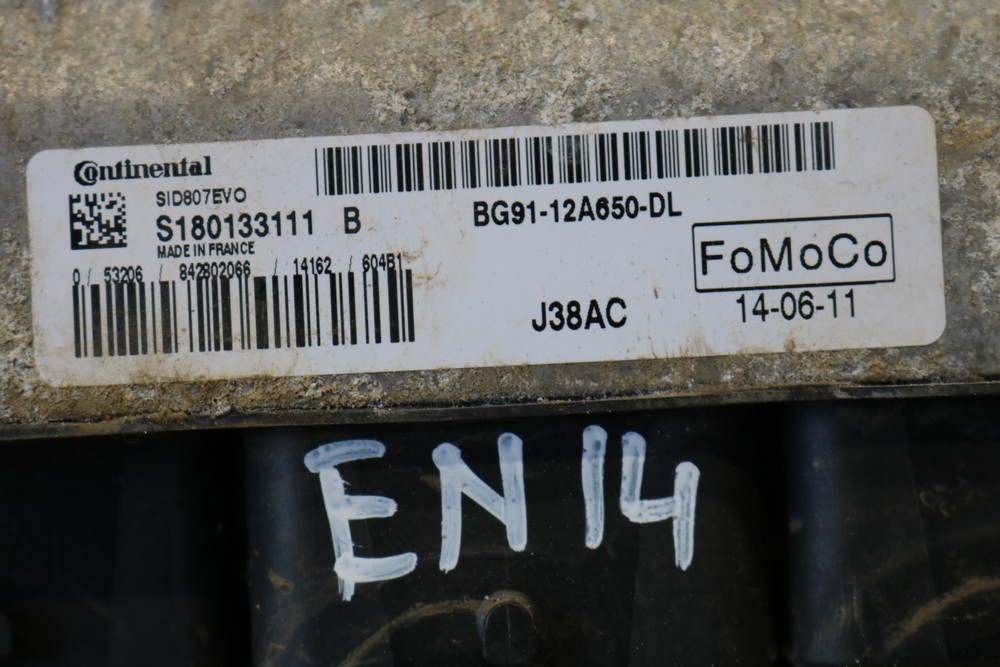 Continental
SID807EVO
S180133111 B
MADE IN FRANCE
0 / 53206 / 842802066 / 14162 / 604B1
BG91-12A650-DL
FoMoCo
J38AC
14-06-11
EN14